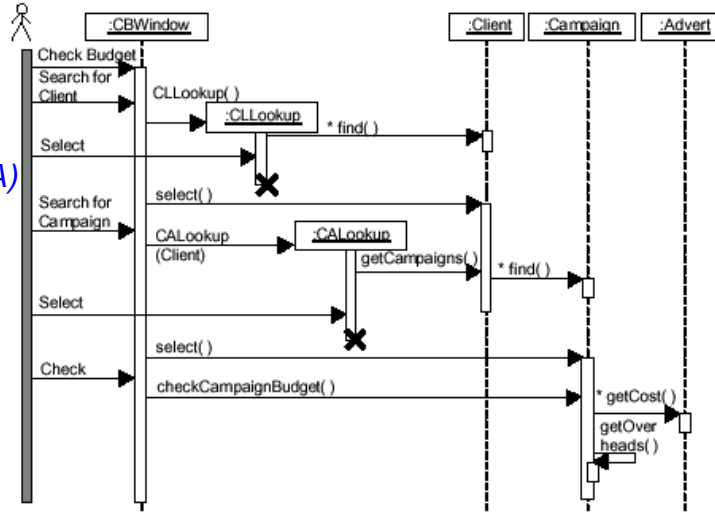 :CBWindow
:Client
:Campaign
:Advert
Check Budget
Search for
Client
CLLookup( )
:CLLookup
* find( )
Select
A)
select( )
Search for
Campaign
CALookup
(Client)
:CALookup
getCampaigns( )
* find( )
Select
select( )
Check
checkCampaignBudget( )
* getCost( )
getOver
heads( )